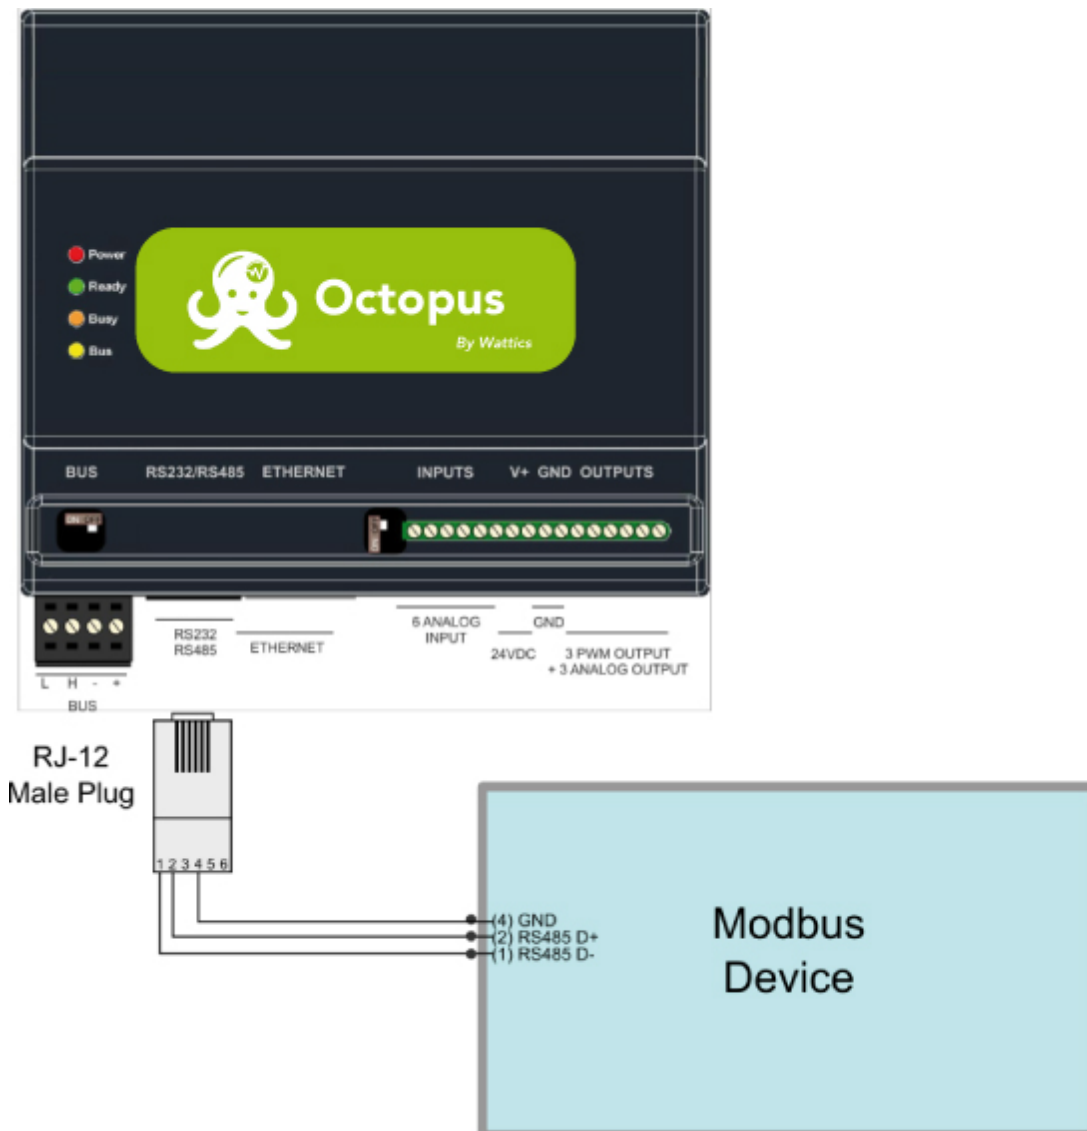 Power
Ready
Busy
Bus
Octopus
By Wattics
BUS RS232/RS485 ETHERNET INPUTS V+ GND OUTPUTS
RS232
RS485
ETHERNET
6 ANALOG
INPUT
24VDC
GND
3 PWM OUTPUT
+ 3 ANALOG OUTPUT
L H - +
BUS
RJ-12
Male Plug
1 2 3 4 5 6
(4) GND
(2) RS485 D+
(1) RS485 D-
Modbus
Device